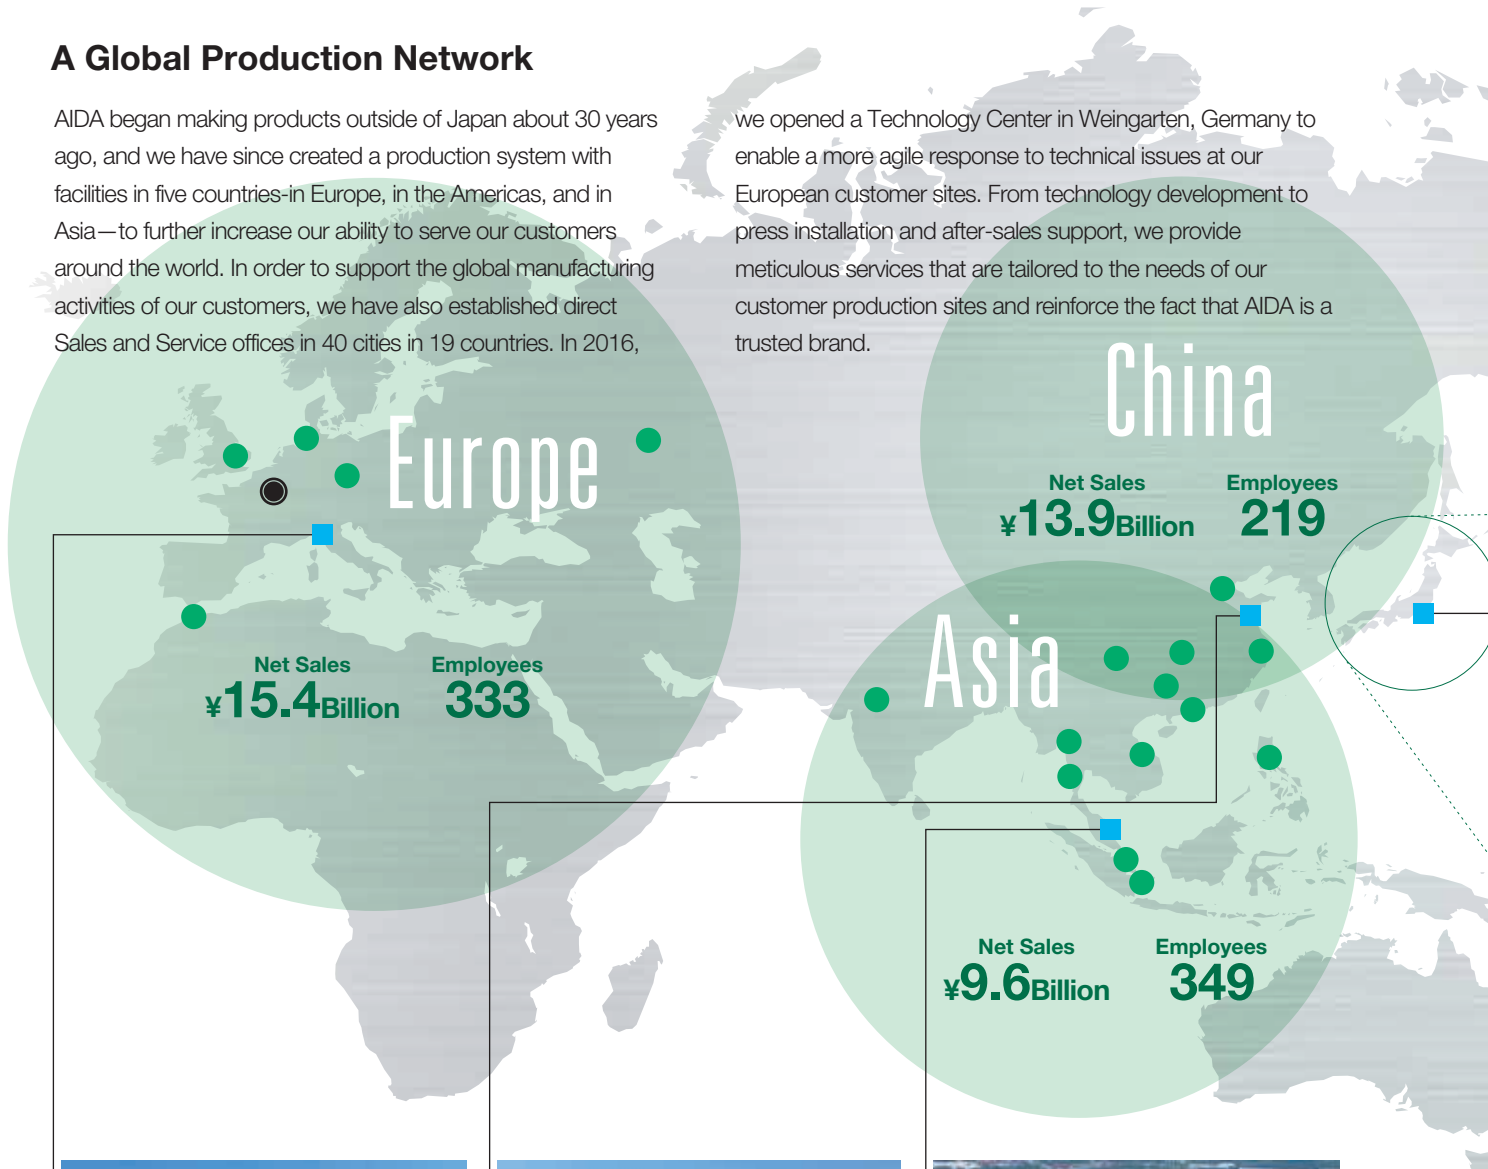 A Global Production Network
AIDA began making products outside of Japan about 30 years
ago, and we have since created a production system with
facilities in five countries-in Europe, in the Americas, and in
Asia—to further increase our ability to serve our customers
around the world. In order to support the global manufacturing
activities of our customers, we have also established direct
Sales and Service offices in 40 cities in 19 countries. In 2016,
we opened a Technology Center in Weingarten, Germany to
enable a more agile response to technical issues at our
European customer sites. From technology development to
press installation and after-sales support, we provide
meticulous services that are tailored to the needs of our
customer production sites and reinforce the fact that AIDA is a
trusted brand.
Europe
Net Sales
¥15.4Billion
Employees
333
China
Net Sales
¥13.9Billion
Employees
219
Asia
Net Sales
¥9.6Billion
Employees
349